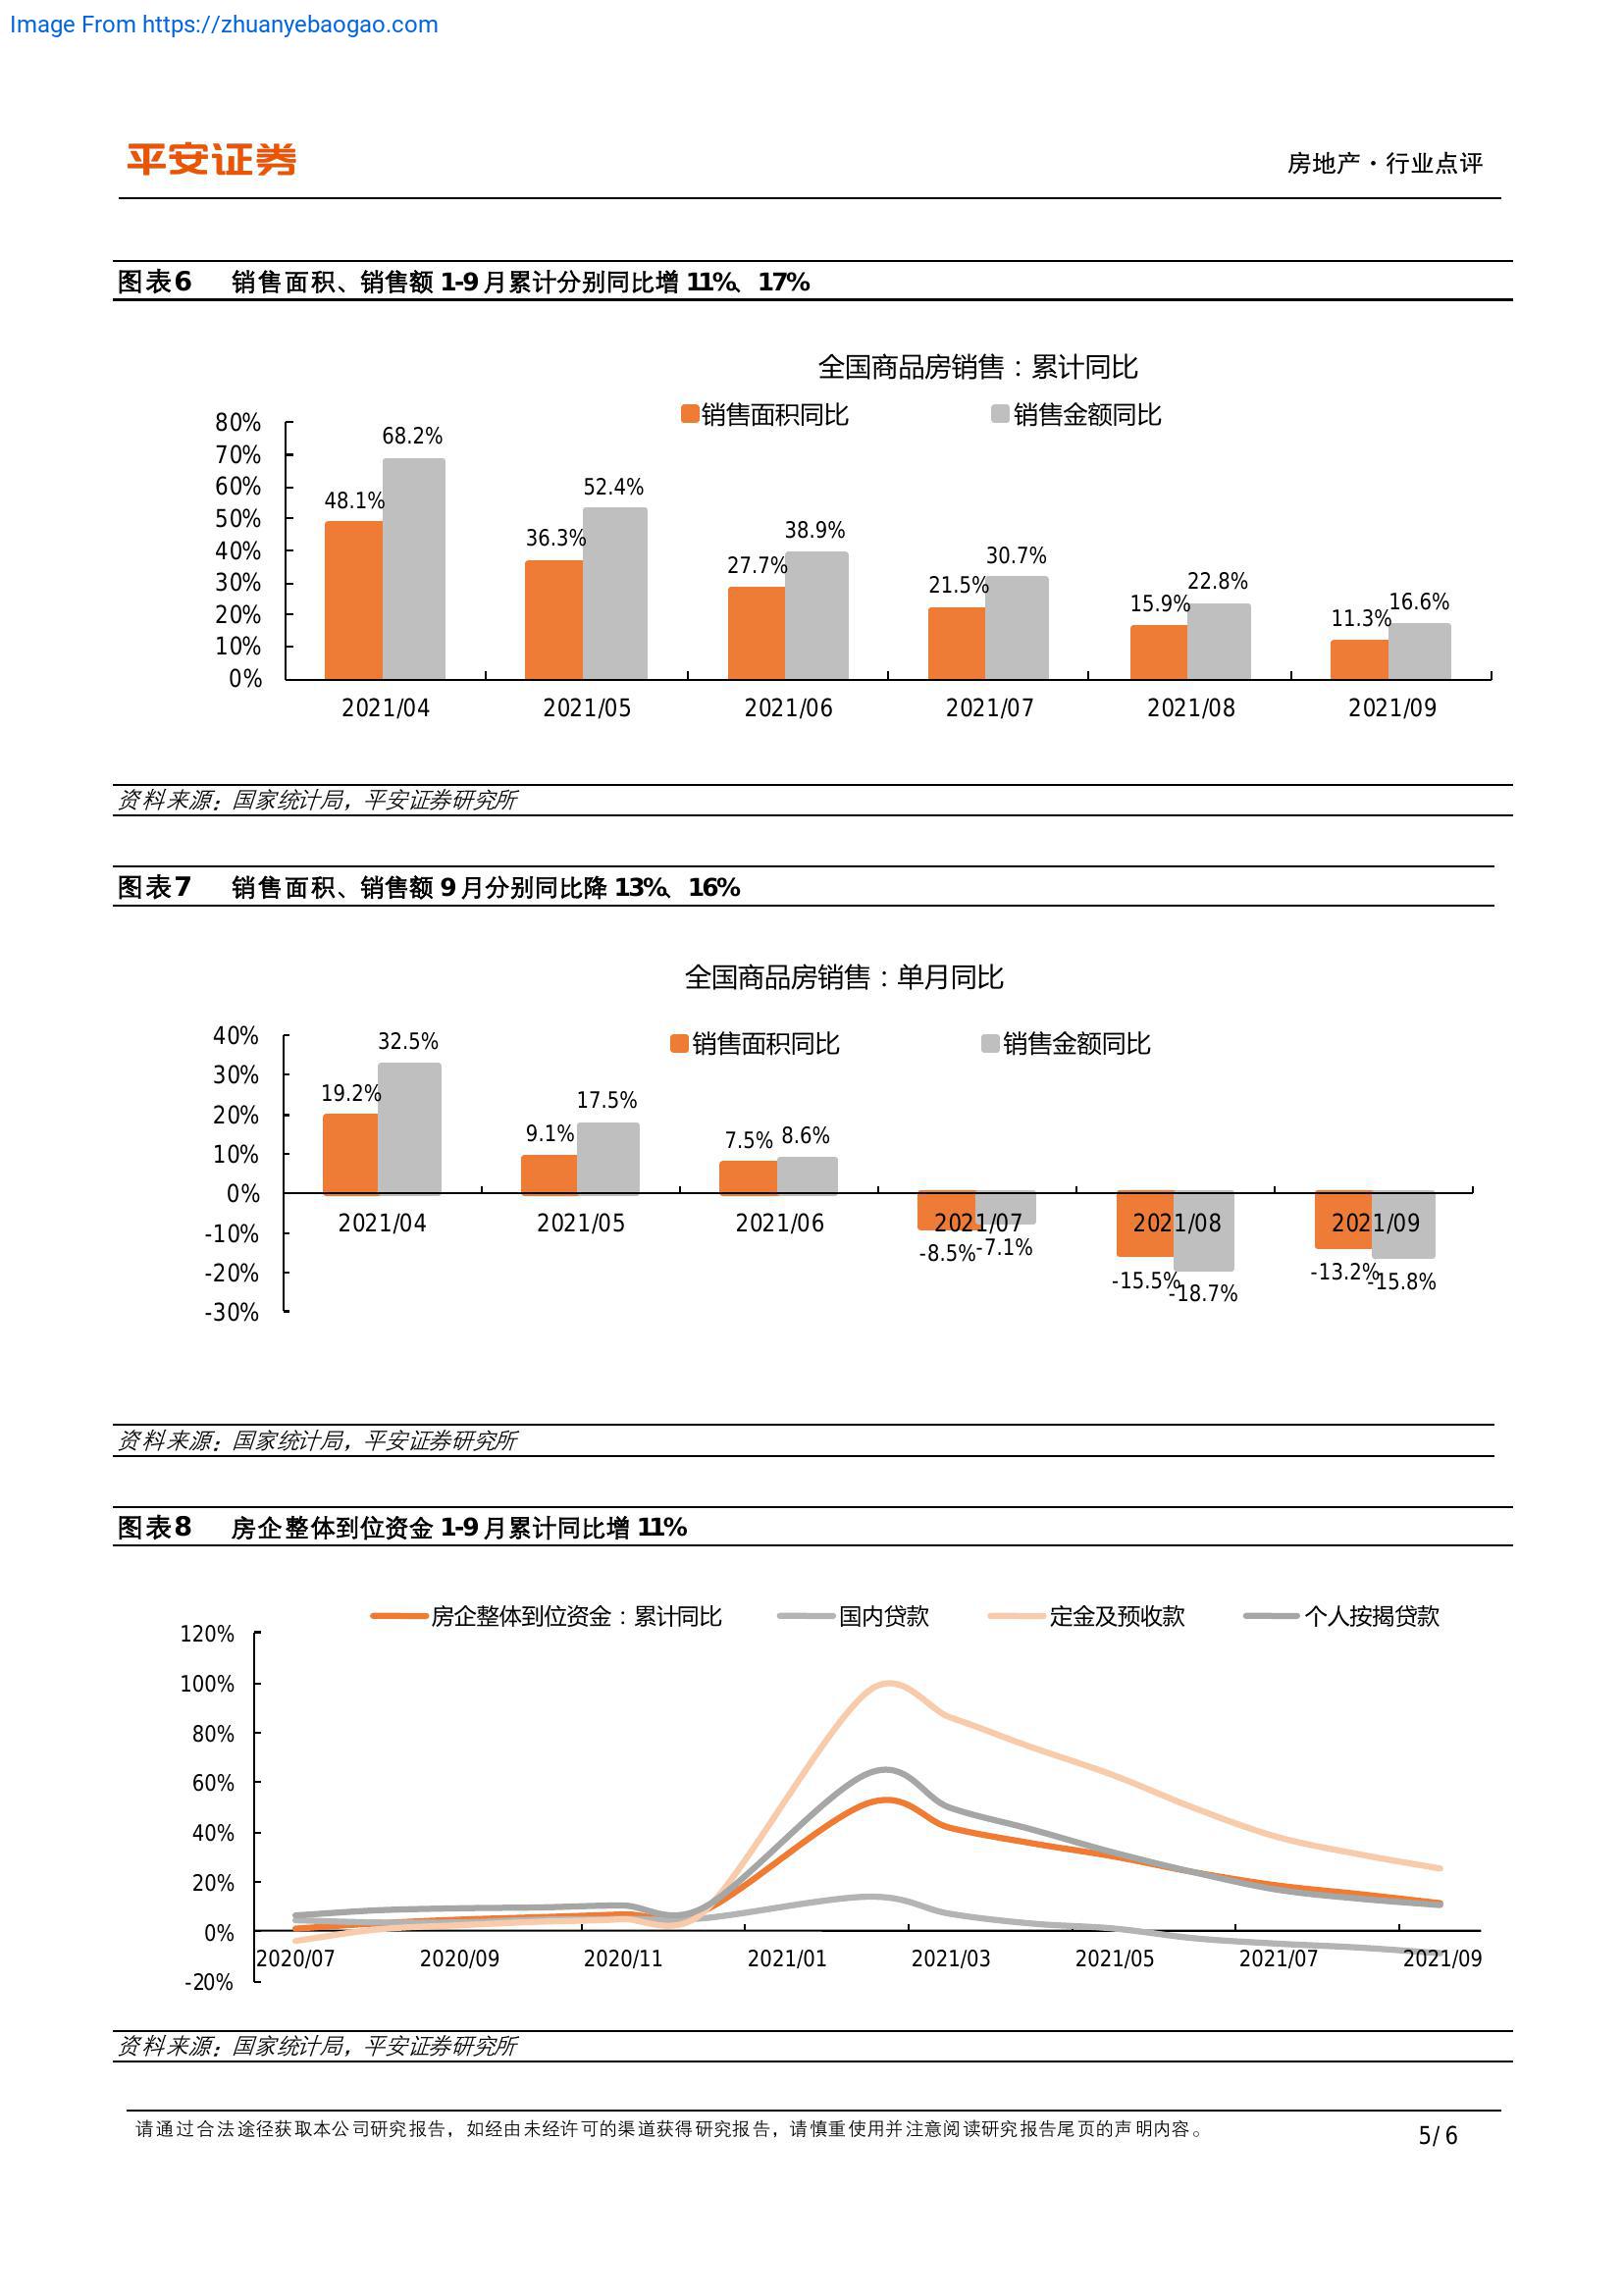 Image From https://zhuanyebaogao.com
平安证券
房地产·行业点评
图表6 销售面积、销售额 1-9 月累计分别同比增 11%、17%
全国商品房销售：累计同比
销售面积同比 销售金额同比
80%
70%
60%
50%
40%
30%
20%
10%
0%
48.1% 68.2% 36.3% 52.4% 27.7% 38.9% 21.5% 30.7% 15.9% 22.8% 11.3% 16.6%
2021/04 2021/05 2021/06 2021/07 2021/08 2021/09
资料来源：国家统计局，平安证券研究所
图表7 销售面积、销售额 9 月分别同比降 13%、16%
全国商品房销售：单月同比
销售面积同比 销售金额同比
40%
30%
20%
10%
0%
-10%
-20%
-30%
19.2% 32.5% 9.1% 17.5% 7.5% 8.6% -8.5% -7.1% -15.5% -18.7% -13.2% -15.8%
2021/04 2021/05 2021/06 2021/07 2021/08 2021/09
资料来源：国家统计局，平安证券研究所
图表8 房企整体到位资金 1-9 月累计同比增 11%
房企整体到位资金：累计同比 国内贷款 定金及预收款 个人按揭贷款
120%
100%
80%
60%
40%
20%
0%
-20%
2020/07 2020/09 2020/11 2021/01 2021/03 2021/05 2021/07 2021/09
资料来源：国家统计局，平安证券研究所
请通过合法途径获取本公司研究报告，如经由未经许可的渠道获得研究报告，请慎重使用并注意阅读研究报告尾页的声明内容。
5/ 6